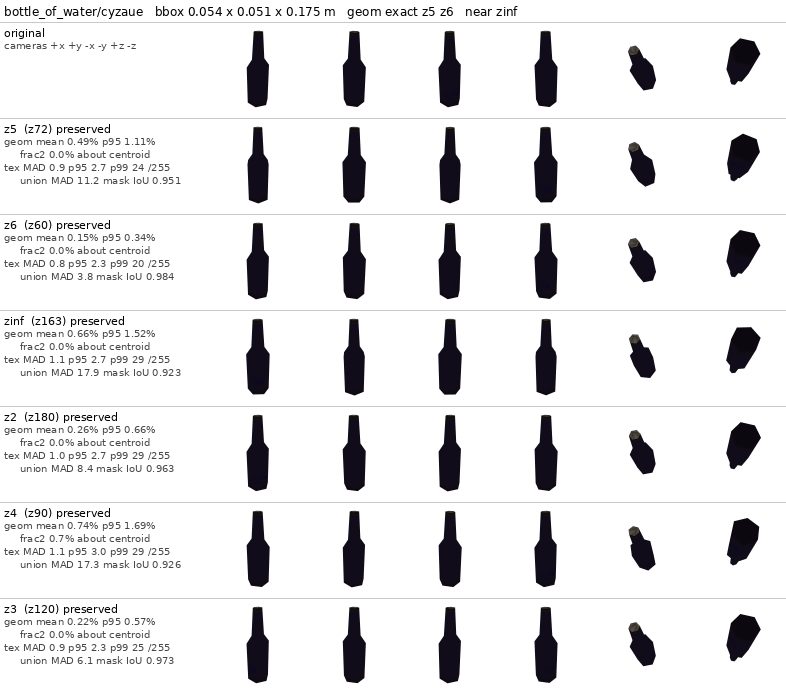 bottle_of_water/cyzaue bbox 0.054 x 0.051 x 0.175 m geom exact z5 z6 near zinf
original
cameras +x +y -x -y +z -z
z5 (z72) preserved
geom mean 0.49% p95 1.11%
frac2 0.0% about centroid
tex MAD 0.9 p95 2.7 p99 24 /255
union MAD 11.2 mask IoU 0.951
z6 (z60) preserved
geom mean 0.15% p95 0.34%
frac2 0.0% about centroid
tex MAD 0.8 p95 2.3 p99 20 /255
union MAD 3.8 mask IoU 0.984
zinf (z163) preserved
geom mean 0.66% p95 1.52%
frac2 0.0% about centroid
tex MAD 1.1 p95 2.7 p99 29 /255
union MAD 17.9 mask IoU 0.923
z2 (z180) preserved
geom mean 0.26% p95 0.66%
frac2 0.0% about centroid
tex MAD 1.0 p95 2.7 p99 29 /255
union MAD 8.4 mask IoU 0.963
z4 (z90) preserved
geom mean 0.74% p95 1.69%
frac2 0.7% about centroid
tex MAD 1.1 p95 3.0 p99 29 /255
union MAD 17.3 mask IoU 0.926
z3 (z120) preserved
geom mean 0.22% p95 0.57%
frac2 0.0% about centroid
tex MAD 0.9 p95 2.3 p99 25 /255
union MAD 6.1 mask IoU 0.973